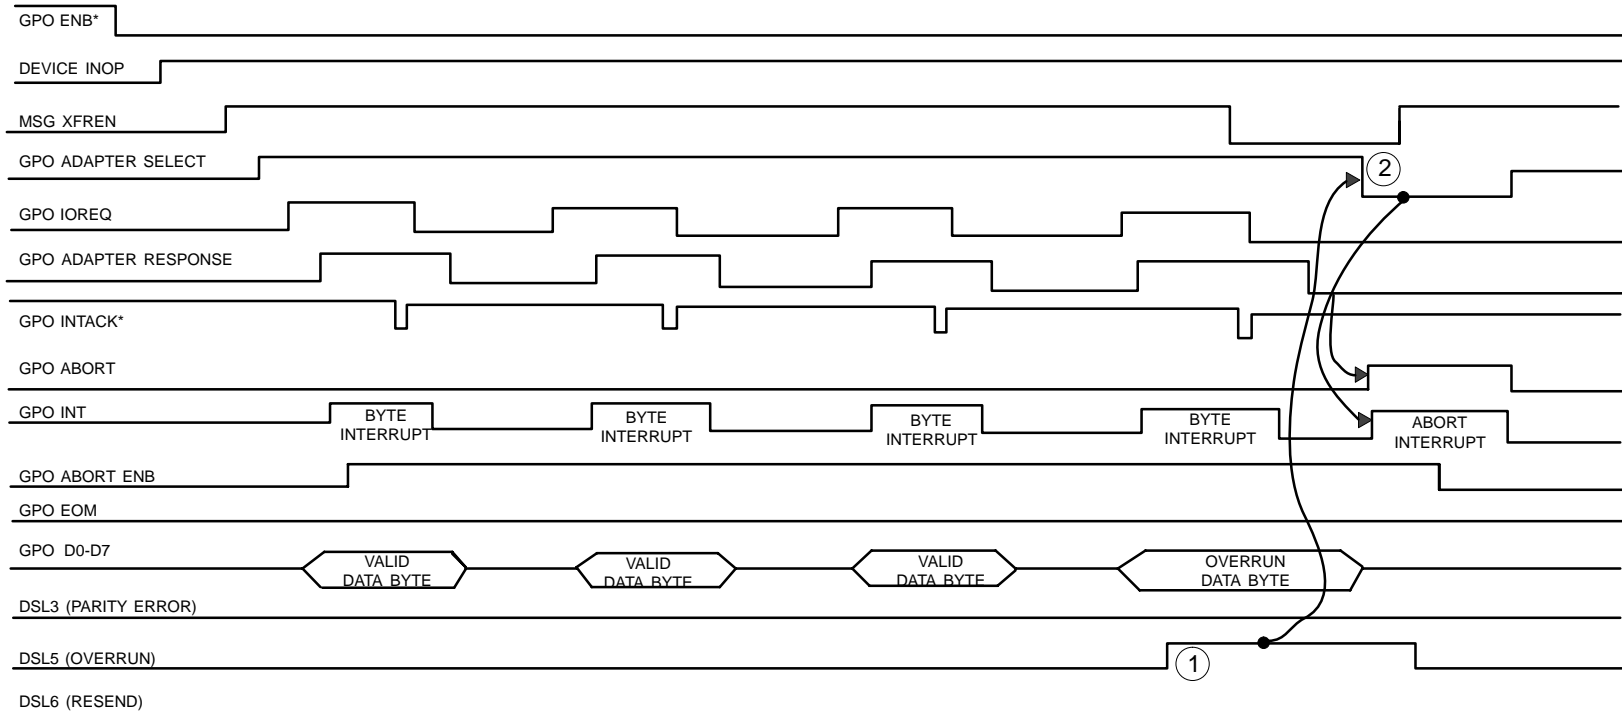 GPO ENB*
DEVICE INOP
MSG XFREN
GPO ADAPTER SELECT
2
GPO IOREQ
GPO ADAPTER RESPONSE
GPO INTACK*
GPO ABORT
GPO INT
BYTE
INTERRUPT
BYTE
INTERRUPT
BYTE
INTERRUPT
BYTE
INTERRUPT
ABORT
INTERRUPT
GPO ABORT ENB
GPO EOM
GPO D0-D7
VALID
DATA BYTE
VALID
DATA BYTE
VALID
DATA BYTE
OVERRUN
DATA BYTE
DSL3 (PARITY ERROR)
DSL5 (OVERRUN)
1
DSL6 (RESEND)